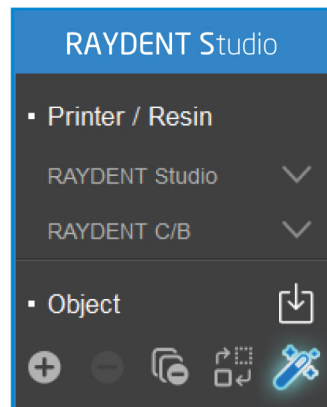 RAYDENT Studio
▪ Printer / Resin
RAYDENT Studio
RAYDENT C/B
▪ Object